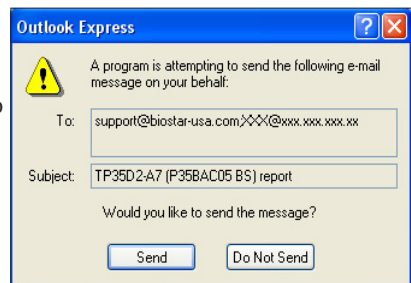 Outlook Express
A program is attempting to send the following e-mail
message on your behalf:
To: support@biostar-usa.com;XXX@xxx.xxx.xxx.xx
Subject: TP35D2-A7 (P35BAC05 BS) report
Would you like to send the message?
Send Do Not Send